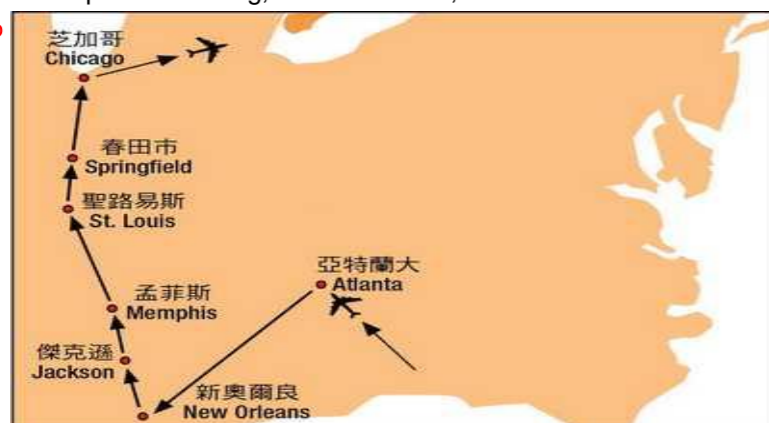 芝加哥
Chicago
春田市
Springfield
聖路易斯
St. Louis
亞特蘭大
Atlanta
孟菲斯
Memphis
傑克遜
Jackson
新奧爾良
New Orleans